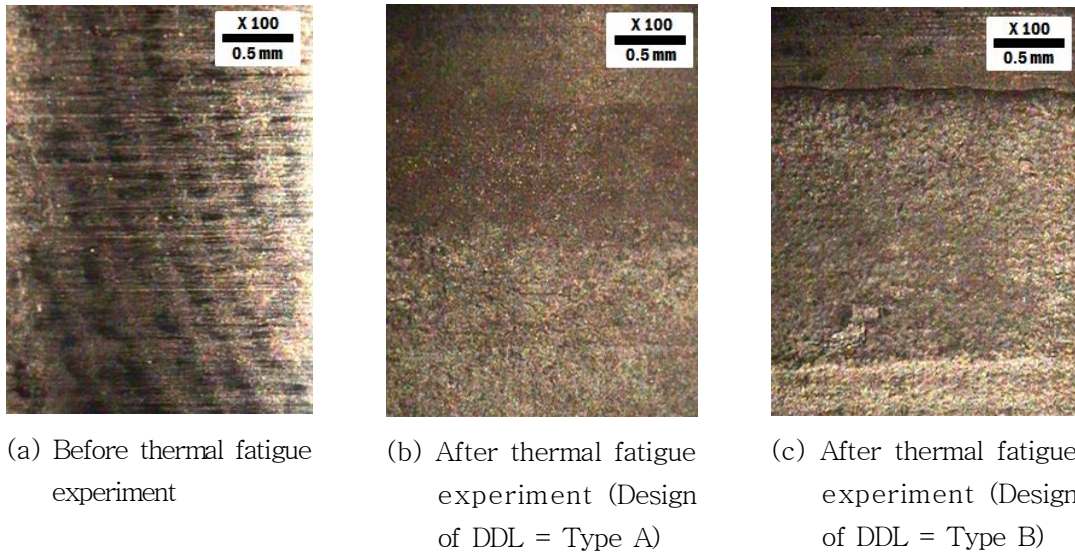 X 100
0.5 mm
X 100
0.5 mm
X 100
0.5 mm
(a) Before thermal fatigue
experiment
(b) After thermal fatigue
experiment (Design
of DDL = Type A)
(c) After thermal fatigue
experiment (Design
of DDL = Type B)